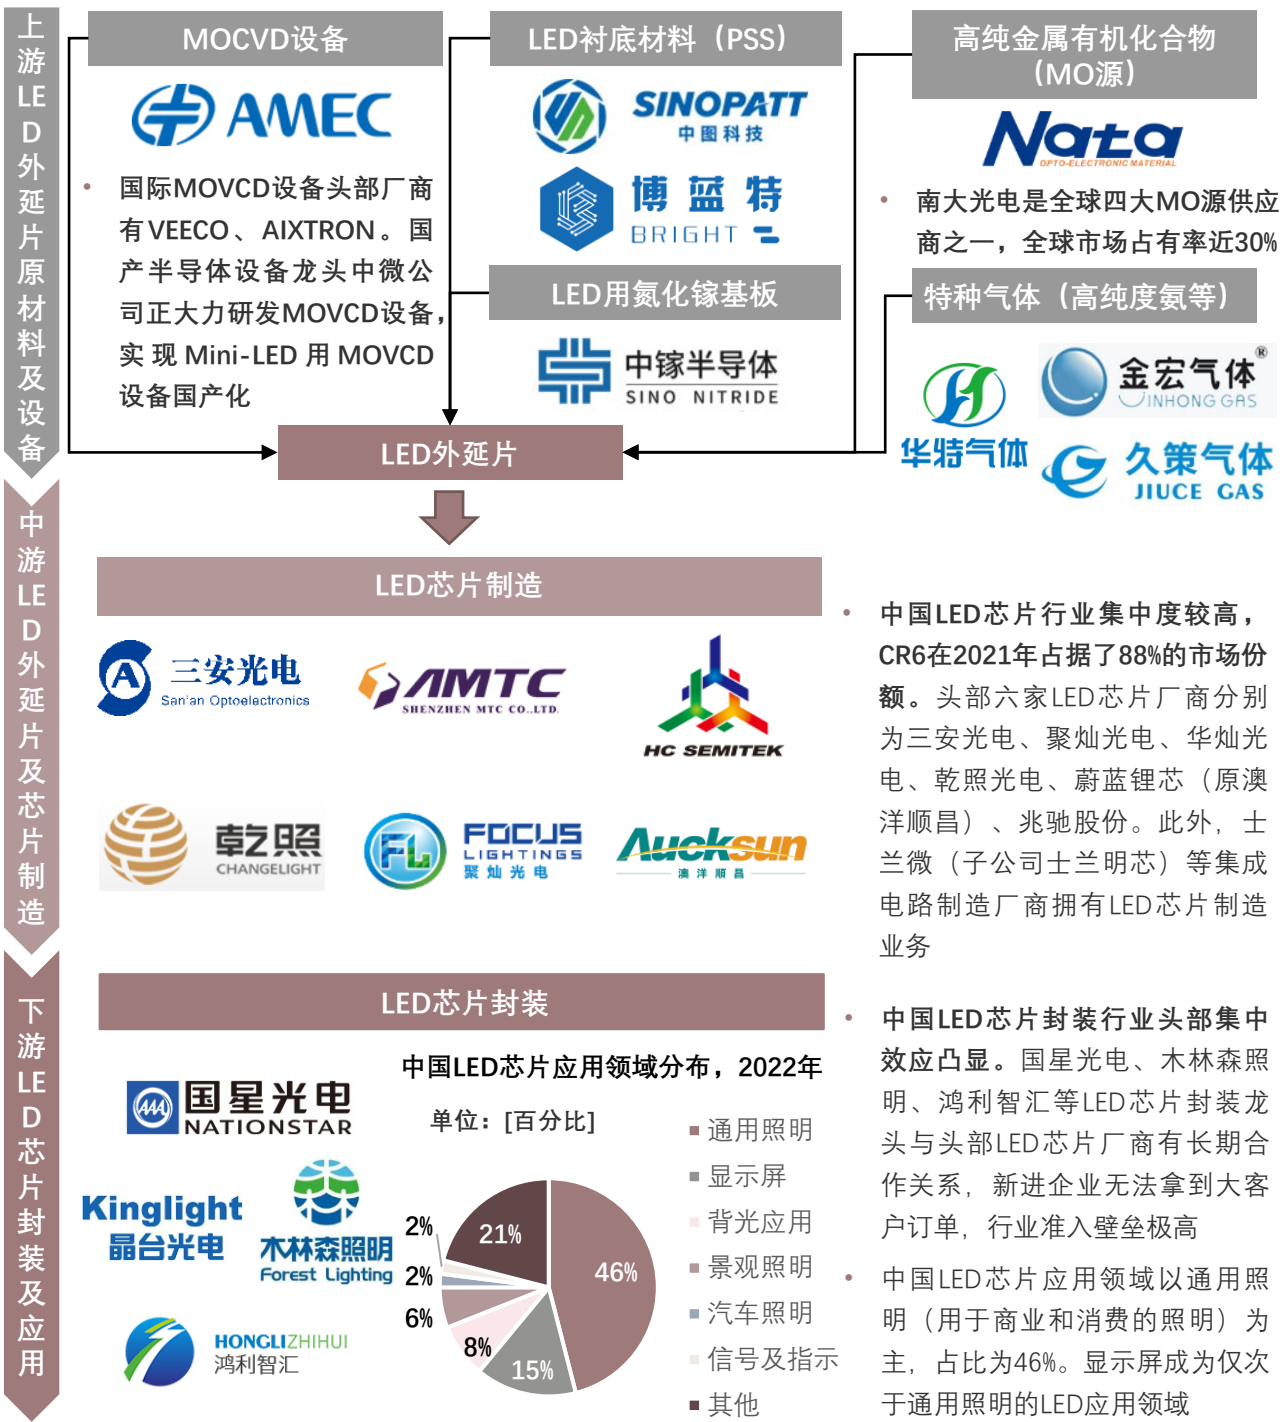 上游LED外延片原材料及设备
MOCVD设备
AMEC
国际MOVCD设备头部厂商
有VEECO、AIXTRON。国
产半导体设备龙头中微公
司正大力研发MOVCD设备，
实现Mini-LED用MOVCD
设备国产化
LED衬底材料（PSS）
SINOPATT
中图科技
博蓝特
BRIGHT
LED用氮化镓基板
中镓半导体
SINO NITRIDE
高纯金属有机化合物
（MO源）
Nata
OPTO-ELECTRONIC MATERIAL
南大光电是全球四大MO源供应
商之一，全球市场占有率近30%
特种气体（高纯度氨等）
华特气体
金宏气体®
JINHONG GAS
久策气体
JIUCE GAS
LED外延片
中游LED外延片及芯片制造
LED芯片制造
三安光电
San'an Optoelectronics
AMTC
SHENZHEN MTC CO.,LTD.
HC SEMITEK
乾照
CHANGELIGHT
FL
FOCUS
LIGHTINGS
聚灿光电
Aucksun
澳洋顺昌
中国LED芯片行业集中度较高，
CR6在2021年占据了88%的市场份
额。头部六家LED芯片厂商分别
为三安光电、聚灿光电、华灿光
电、乾照光电、蔚蓝锂芯（原澳
洋顺昌）、兆驰股份。此外，士
兰微（子公司士兰明芯）等集成
电路制造厂商拥有LED芯片制造
业务
下游LED芯片封装及应用
LED芯片封装
国星光电
NATIONSTAR
Kinglight
晶台光电
木林森照明
Forest Lighting
HONGLIZHIHUI
鸿利智汇
中国LED芯片应用领域分布，2022年
单位：[百分比]
46%
15%
8%
6%
2%
2%
21%
通用照明
显示屏
背光应用
景观照明
汽车照明
信号及指示
其他
中国LED芯片封装行业头部集中
效应凸显。国星光电、木林森照
明、鸿利智汇等LED芯片封装龙
头与头部LED芯片厂商有长期合
作关系，新进企业无法拿到大客
户订单，行业准入壁垒极高
中国LED芯片应用领域以通用照
明（用于商业和消费的照明）为
主，占比为46%。显示屏成为仅次
于通用照明的LED应用领域